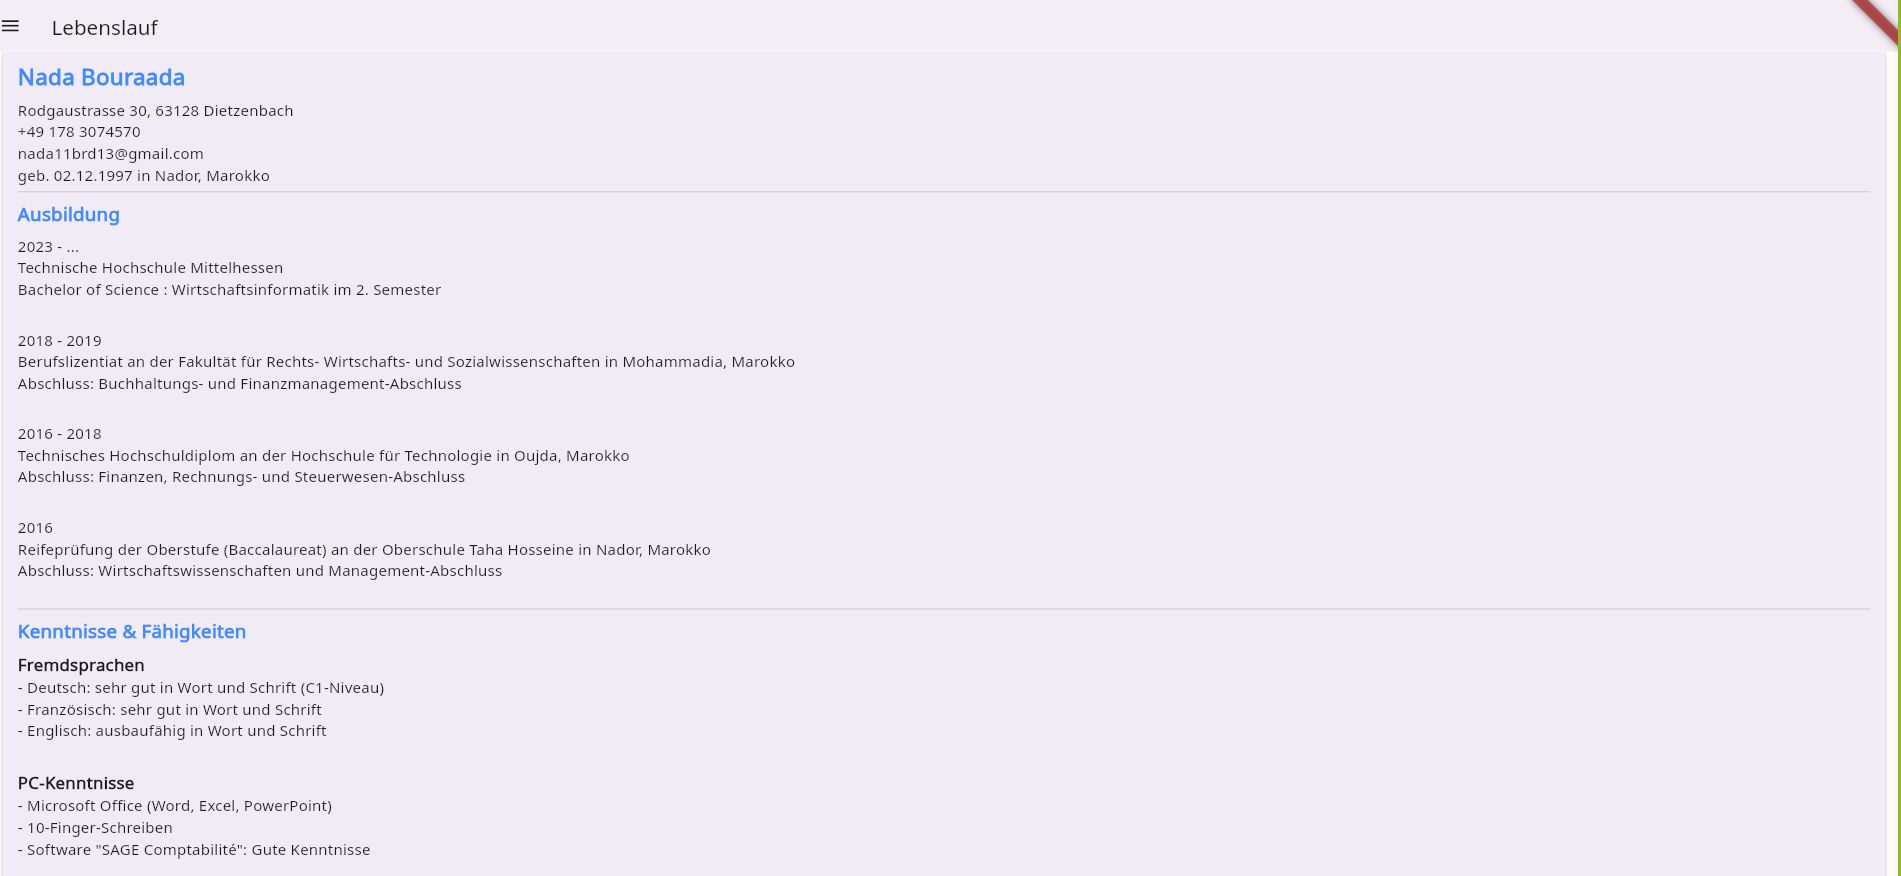 Lebenslauf
Nada Bouraada
Rodgaustrasse 30, 63128 Dietzenbach
+49 178 3074570
nada11brd13@gmail.com
geb. 02.12.1997 in Nador, Marokko
Ausbildung
2023 - ...
Technische Hochschule Mittelhessen
Bachelor of Science : Wirtschaftsinformatik im 2. Semester
2018 - 2019
Berufslizentiat an der Fakultät für Rechts- Wirtschafts- und Sozialwissenschaften in Mohammadia, Marokko
Abschluss: Buchhaltungs- und Finanzmanagement-Abschluss
2016 - 2018
Technisches Hochschuldiplom an der Hochschule für Technologie in Oujda, Marokko
Abschluss: Finanzen, Rechnungs- und Steuerwesen-Abschluss
2016
Reifeprüfung der Oberstufe (Baccalaureat) an der Oberschule Taha Hosseine in Nador, Marokko
Abschluss: Wirtschaftswissenschaften und Management-Abschluss
Kenntnisse & Fähigkeiten
Fremdsprachen
- Deutsch: sehr gut in Wort und Schrift (C1-Niveau)
- Französisch: sehr gut in Wort und Schrift
- Englisch: ausbaufähig in Wort und Schrift
PC-Kenntnisse
- Microsoft Office (Word, Excel, PowerPoint)
- 10-Finger-Schreiben
- Software "SAGE Comptabilité": Gute Kenntnisse